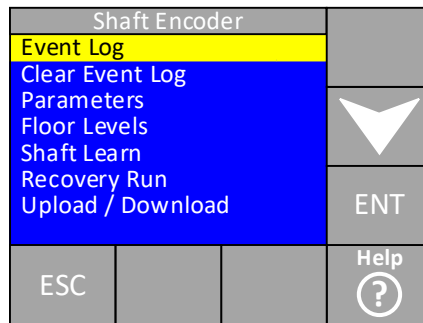 Shaft Encoder
Event Log
Clear Event Log
Parameters
Floor Levels
Shaft Learn
Recovery Run
Upload / Download
ENT
ESC
Help
?